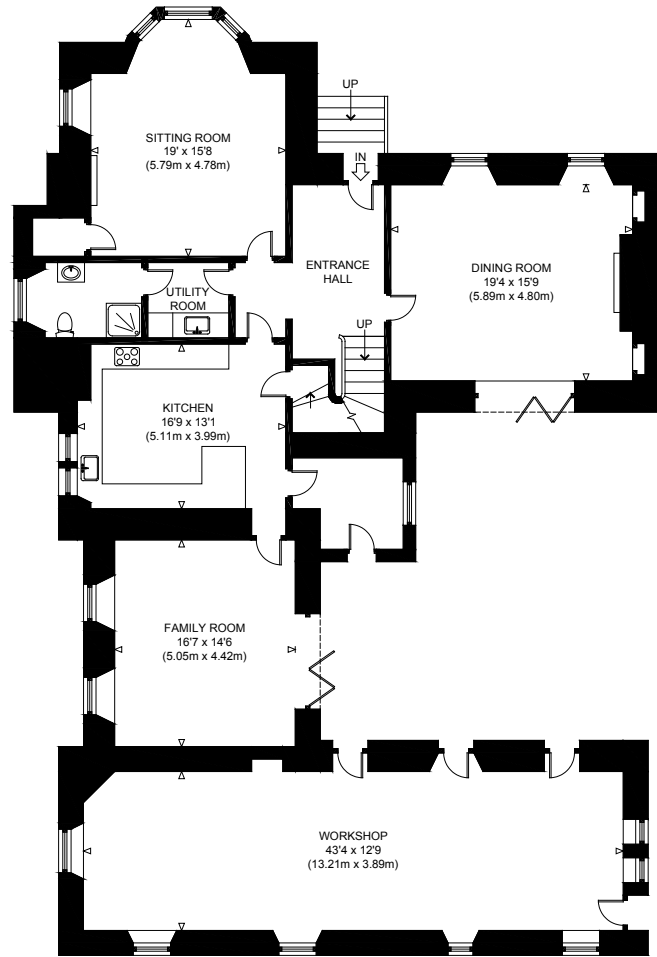 UP
SITTING ROOM
19' x 15'8
(5.79m x 4.78m)
IN
ENTRANCE
HALL
DINING ROOM
19'4 x 15'9
(5.89m x 4.80m)
UTILITY
ROOM
UP
KITCHEN
16'9 x 13'1
(5.11m x 3.99m)
FAMILY ROOM
16'7 x 14'6
(5.05m x 4.42m)
WORKSHOP
43'4 x 12'9
(13.21m x 3.89m)